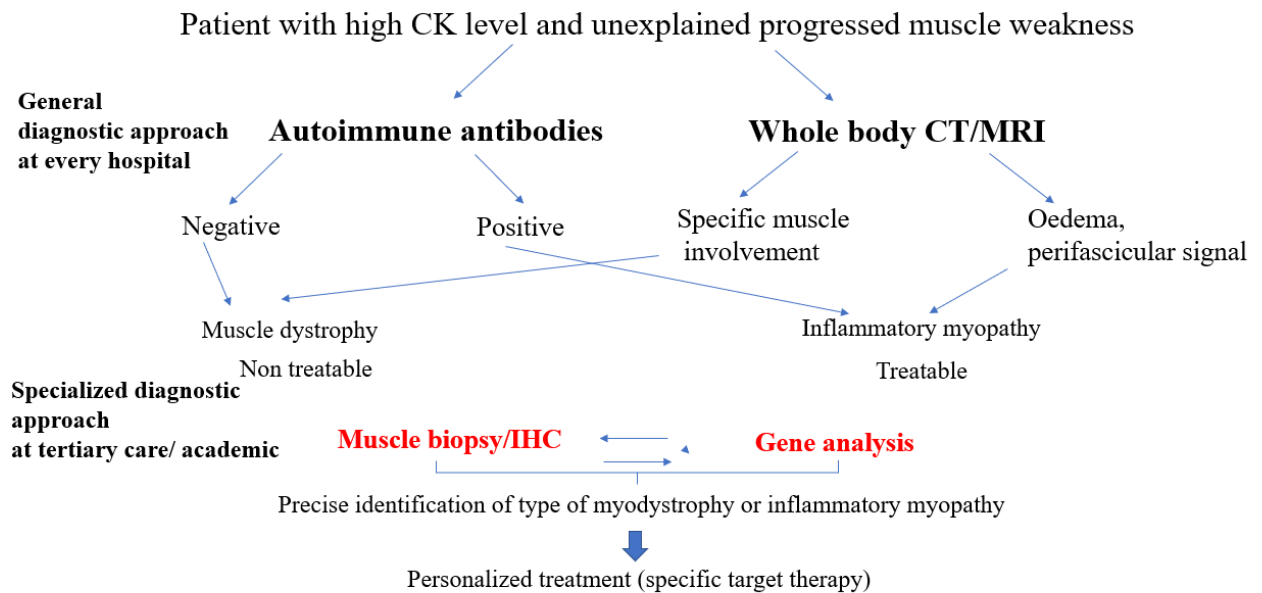 Patient with high CK level and unexplained progressed muscle weakness
General
diagnostic approach
at every hospital
Autoimmune antibodies
Whole body CT/MRI
Negative
Positive
Specific muscle
involvement
Oedema,
perifascicular signal
Muscle dystrophy
Non treatable
Inflammatory myopathy
Treatable
Specialized diagnostic
approach
at tertiary care/ academic
Muscle biopsy/IHC
Gene analysis
Precise identification of type of myodystrophy or inflammatory myopathy
Personalized treatment (specific target therapy)